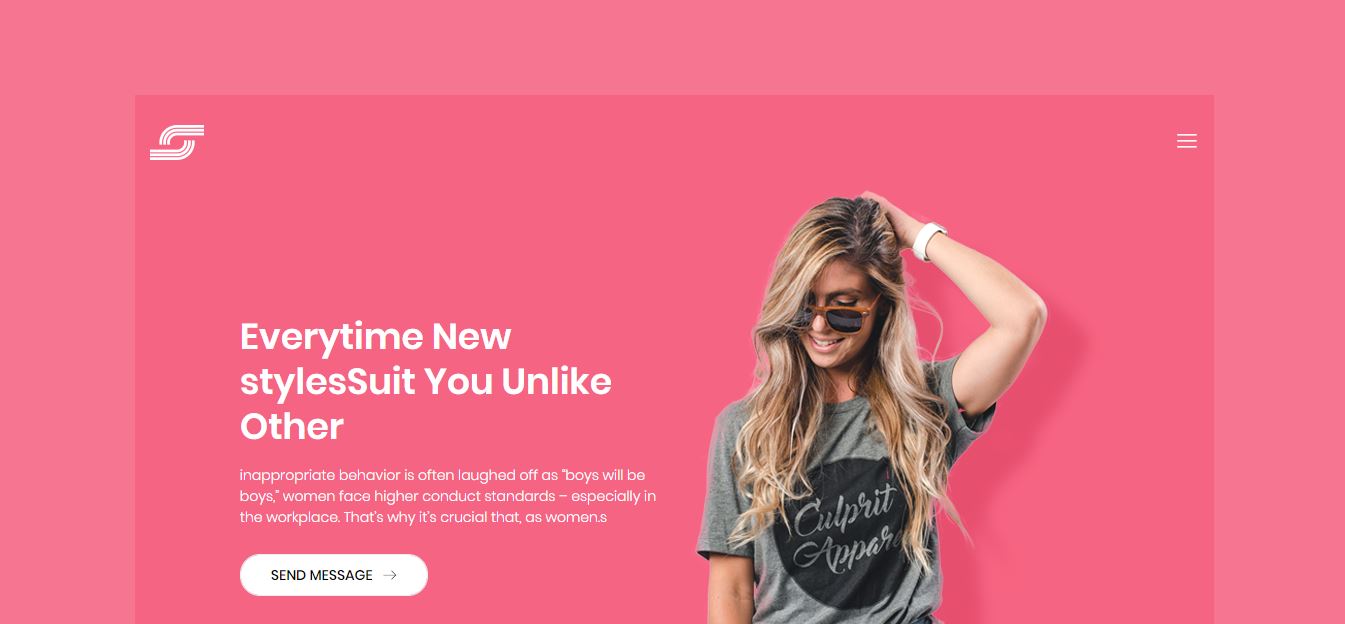 Everytime New
stylesSuit You Unlike
Other
inappropriate behavior is often laughed off as "boys will be
boys," women face higher conduct standards – especially in
the workplace. That's why it's crucial that, as women.s
SEND MESSAGE
Culprit
Appare